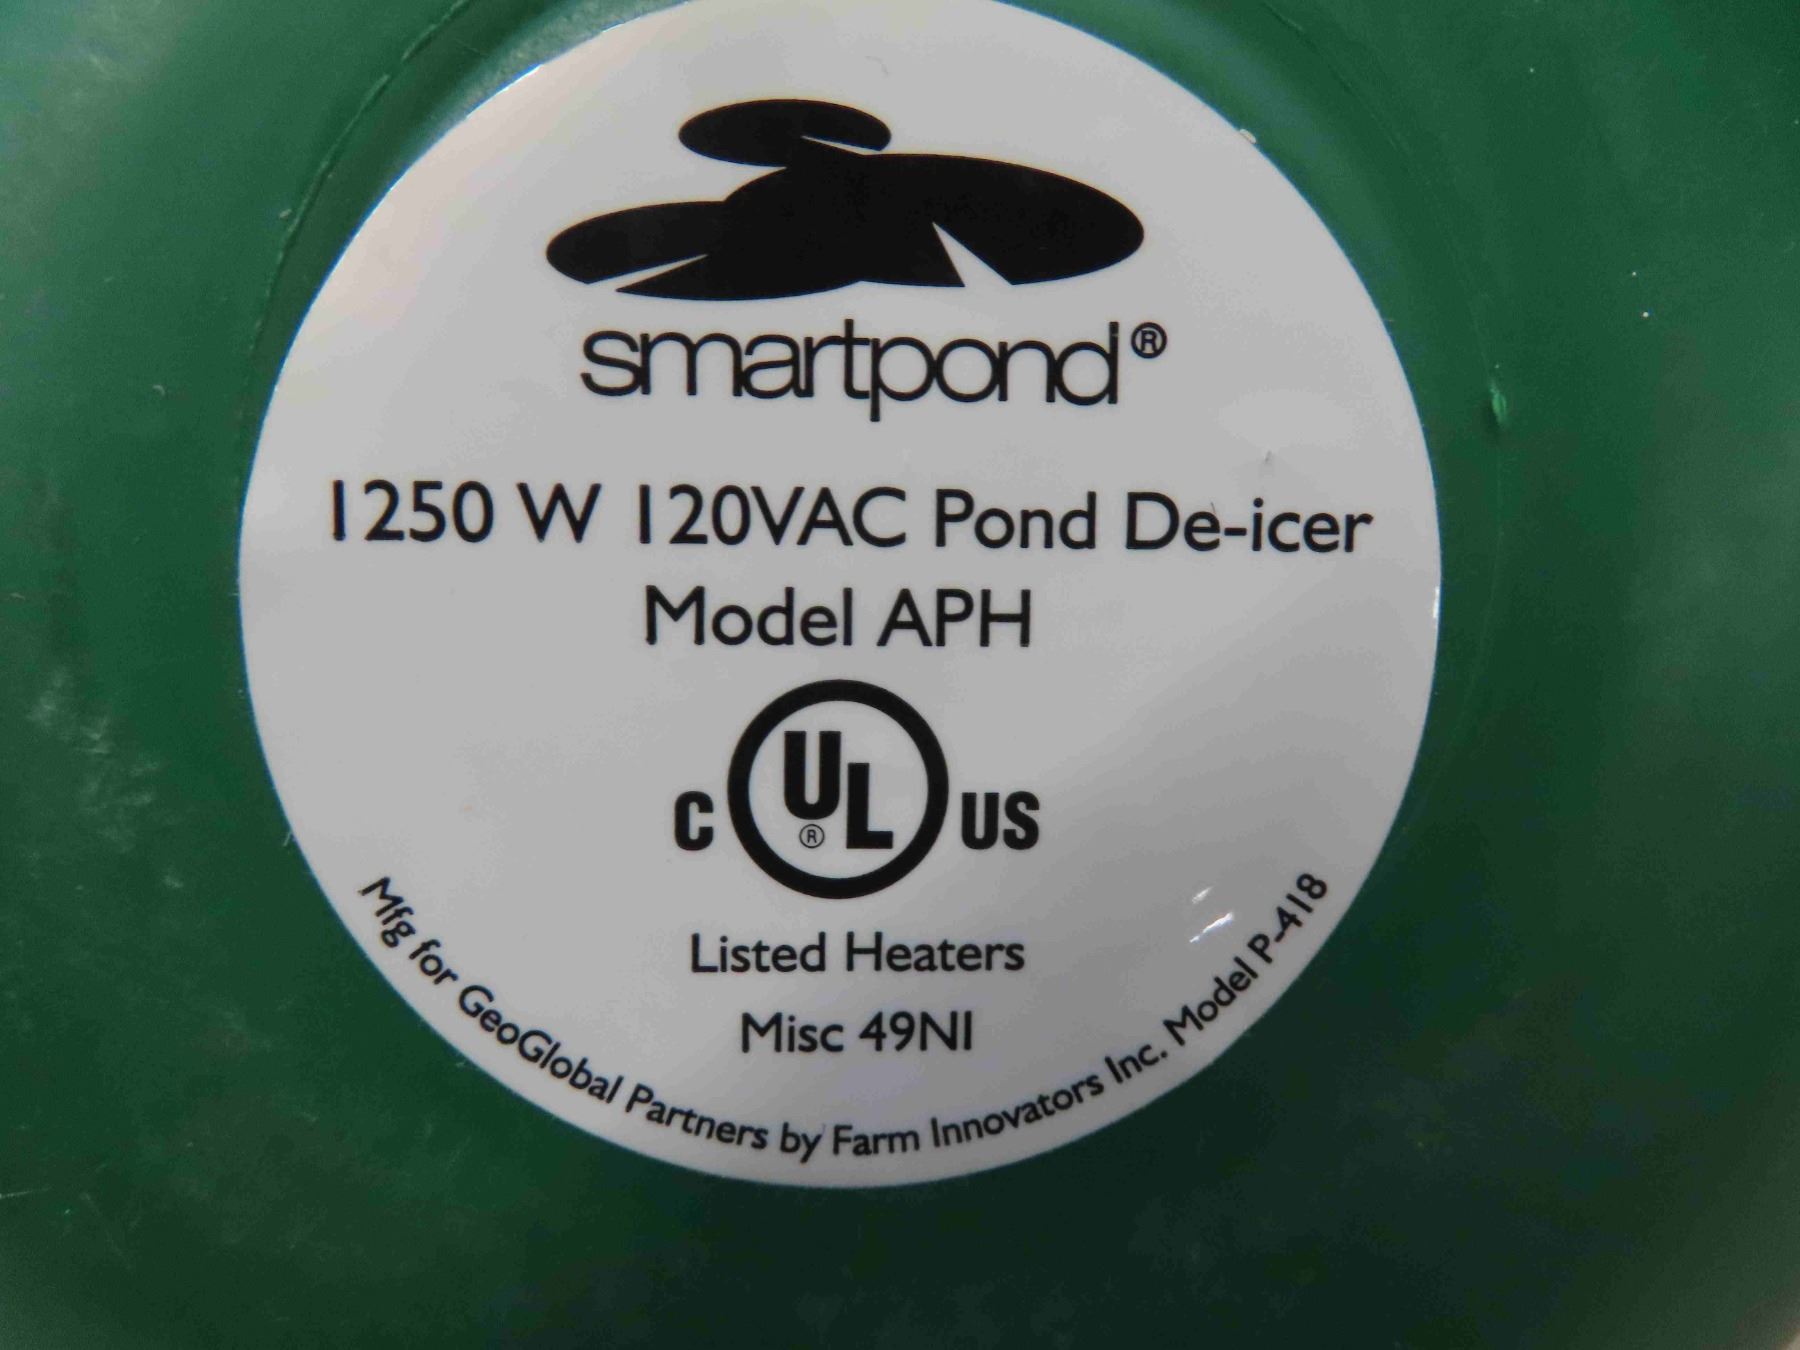 smartpond®
1250 W 120VAC Pond De-icer
Model APH
C UL® US
Listed Heaters
Misc 49NI
Mfg for GeoGlobal Partners by Farm Innovators Inc. Model P-418